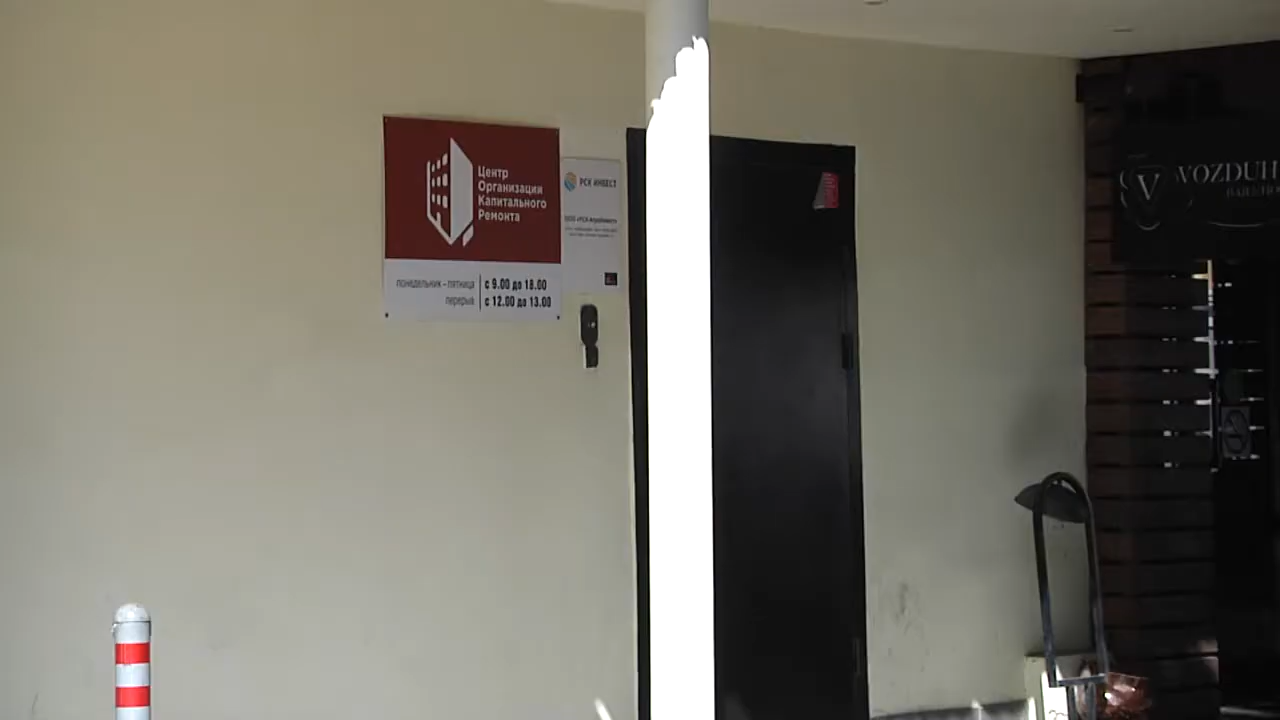 Центр
Организации
Капитального
Ремонта
понедельник - пятница с 9.00 до 18.00
перерыв с 12.00 до 13.00
РСК ИНВЕСТ
V VOZDUH